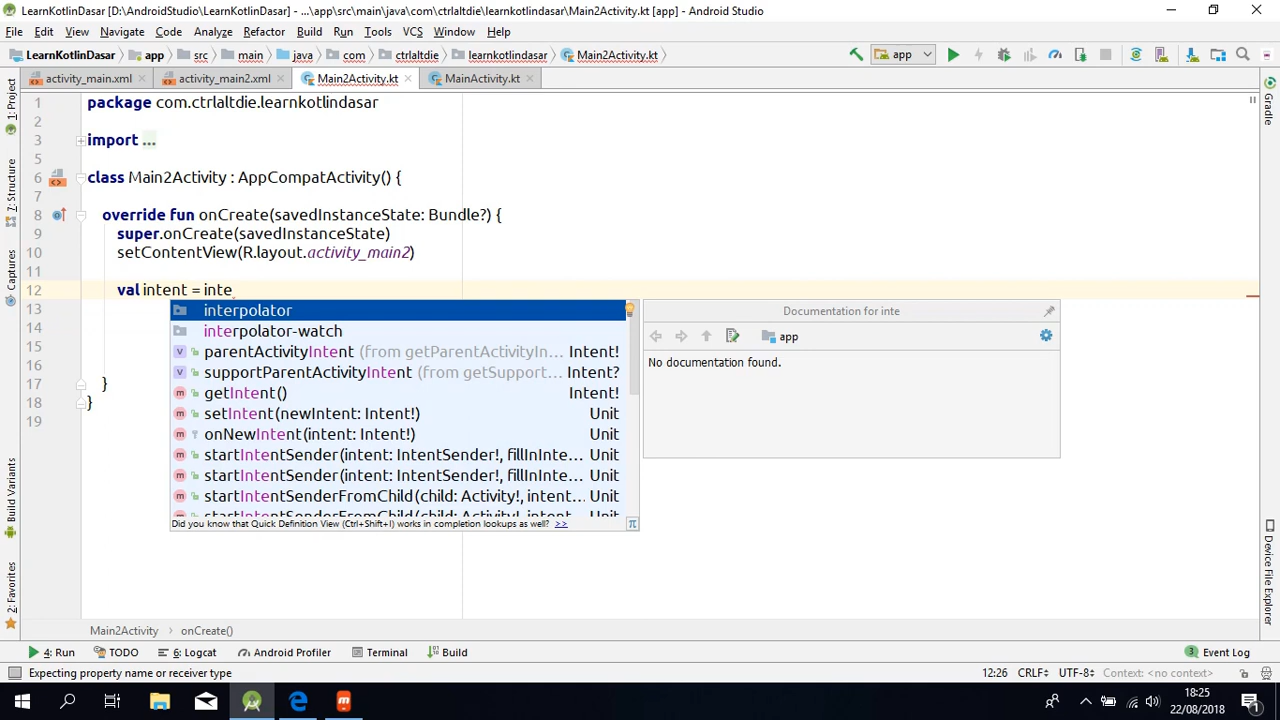 LearnKotlinDasar [D:\AndroidStudio\LearnKotlinDasar] - ...\app\src\main\java\com\ctrlaltdie\learnkotlindasar\Main2Activity.kt [app] - Android Studio
File Edit View Navigate Code Analyze Refactor Build Run Tools VCS Window Help
LearnKotlinDasar app src main java com ctrlaltdie learnkotlindasar Main2Activity.kt app
activity_main.xml activity_main2.xml Main2Activity.kt MainActivity.kt
1: Project
Z: Structure
Captures
Build Variants
2: Favorites
Gradle
Device File Explorer
1 package com.ctrlaltdie.learnkotlindasar
2
3 import ...
5
6 class Main2Activity : AppCompatActivity() {
7
8 override fun onCreate(savedInstanceState: Bundle?) {
9 super.onCreate(savedInstanceState)
10 setContentView(R.layout.activity_main2)
11
12 val intent = inte
13
14
15
16
17 }
18 }
19
interpolator
interpolator-watch
parentActivityIntent (from getParentActivityIn... Intent!
supportParentActivityIntent (from getSupport... Intent?
getIntent() Intent!
setIntent(newIntent: Intent!) Unit
onNewIntent(intent: Intent!) Unit
startIntentSender(intent: IntentSender!, fillInInte... Unit
startIntentSender(intent: IntentSender!, fillInInte... Unit
startIntentSenderFromChild(child: Activity!, intent... Unit
startIntentSenderFromChild(child: Activity!, intent Unit
Did you know that Quick Definition View (Ctrl+Shift+I) works in completion lookups as well? >> π
Documentation for inte
app
No documentation found.
Main2Activity › onCreate()
4: Run TODO 6: Logcat Android Profiler Terminal Build 3 Event Log
Expecting property name or receiver type 12:26 CRLF UTF-8 Context: <no context>
18:25
22/08/2018
1